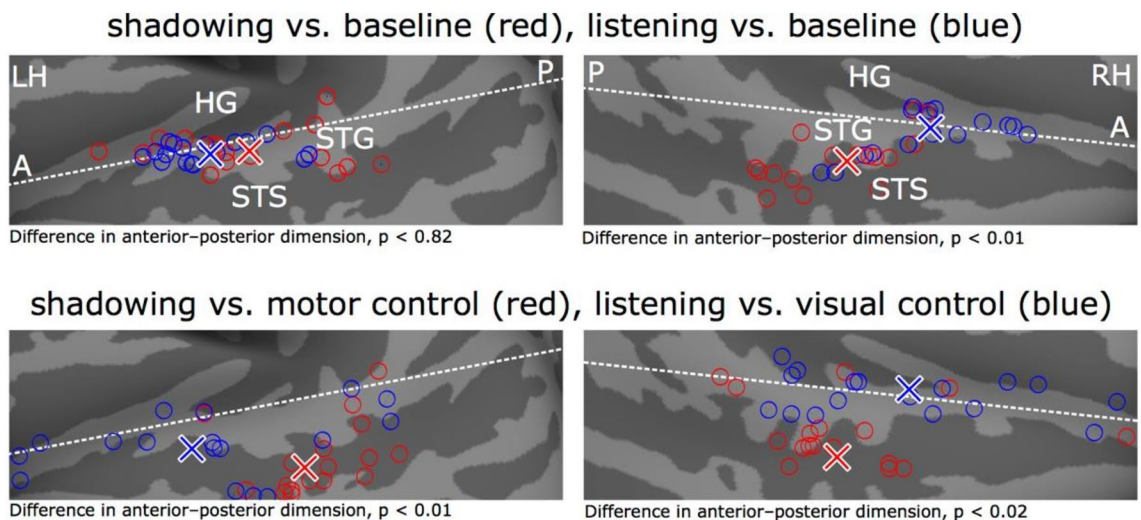 shadowing vs. baseline (red), listening vs. baseline (blue)
LH
HG
P
A
STG
STS
P
HG
RH
STG
A
STS
Difference in anterior–posterior dimension, p < 0.82
Difference in anterior–posterior dimension, p < 0.01
shadowing vs. motor control (red), listening vs. visual control (blue)
Difference in anterior–posterior dimension, p < 0.01
Difference in anterior–posterior dimension, p < 0.02